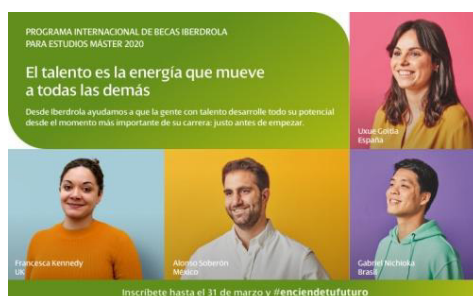 PROGRAMA INTERNACIONAL DE BECAS IBERDROLA
PARA ESTUDIOS MÁSTER 2020
El talento es la energía que mueve
a todas las demás
Desde Iberdrola ayudamos a que la gente con talento desarrolle todo su potencial
desde el momento más importante de su carrera: justo antes de empezar.
Uxue Goitia
España
Francesca Kennedy
UK
Alonso Soberón
México
Gabriel Nichioka
Brasil
Inscríbete hasta el 31 de marzo y #enciendetufuturo